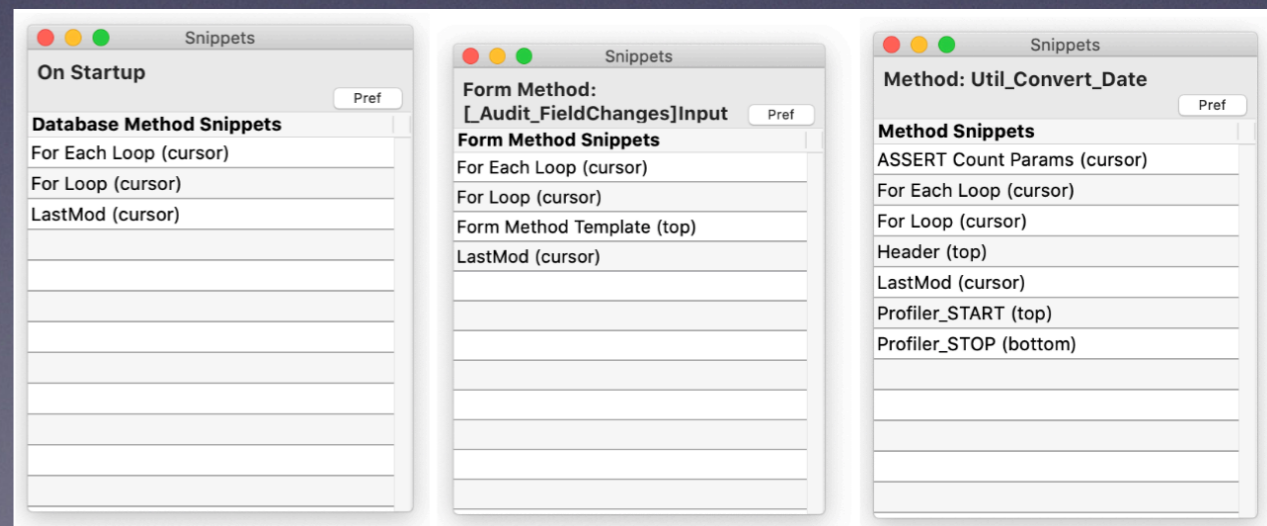 Snippets
On Startup
Pref
Database Method Snippets
For Each Loop (cursor)
For Loop (cursor)
LastMod (cursor)
Snippets
Form Method:
[_Audit_FieldChanges]Input
Pref
Form Method Snippets
For Each Loop (cursor)
For Loop (cursor)
Form Method Template (top)
LastMod (cursor)
Snippets
Method: Util_Convert_Date
Pref
Method Snippets
ASSERT Count Params (cursor)
For Each Loop (cursor)
For Loop (cursor)
Header (top)
LastMod (cursor)
Profiler_START (top)
Profiler_STOP (bottom)